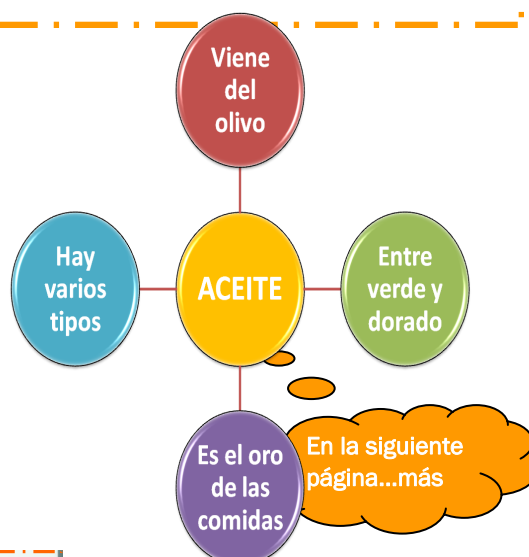 Viene
del
olivo
Hay
varios
tipos
ACEITE
Entre
verde y
dorado
Es el oro
de las
comidas
En la siguiente
página...más